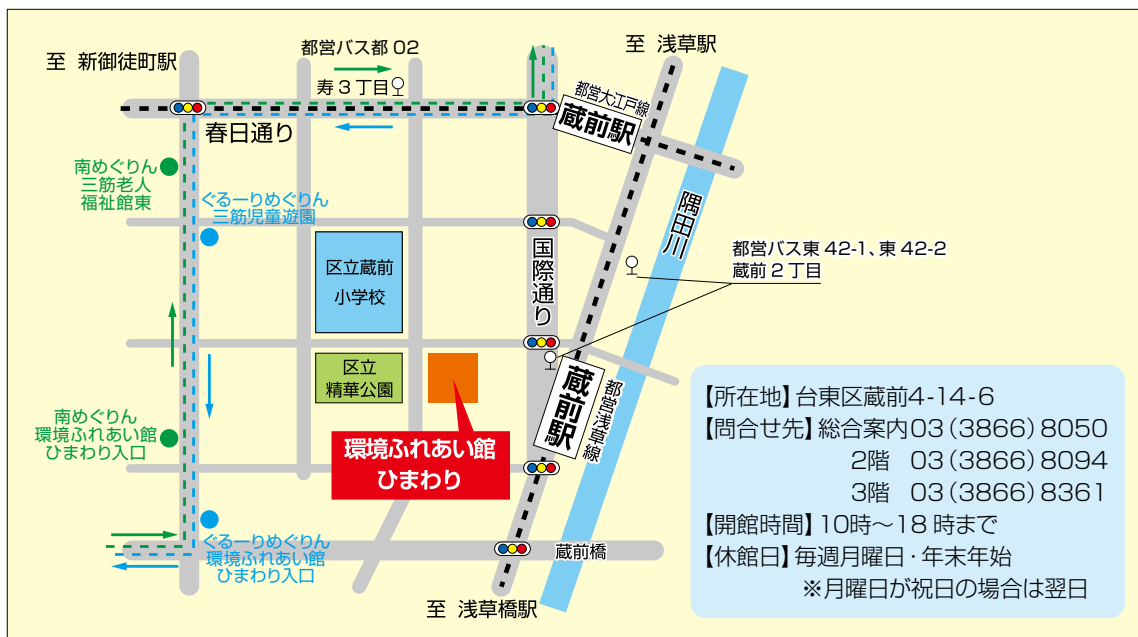 至 新御徒町駅
都営バス都 02
寿3丁目
至 浅草駅
都営大江戸線
蔵前駅
春日通り
南めぐりん
三筋老人
福祉館東
ぐるーりめぐりん
三筋児童遊園
隅田川
国際通り
区立蔵前
小学校
都営バス東 42-1、東 42-2
蔵前2丁目
区立
精華公園
蔵前駅
都営浅草線
南めぐりん
環境ふれあい館
ひまわり入口
環境ふれあい館
ひまわり
ぐるーりめぐりん
環境ふれあい館
ひまわり入口
蔵前橋
至 浅草橋駅
【所在地】台東区蔵前4-14-6
【問合せ先】総合案内03(3866)8050
2階 03(3866)8094
3階 03(3866)8361
【開館時間】10時～18時まで
【休館日】毎週月曜日・年末年始
※月曜日が祝日の場合は翌日